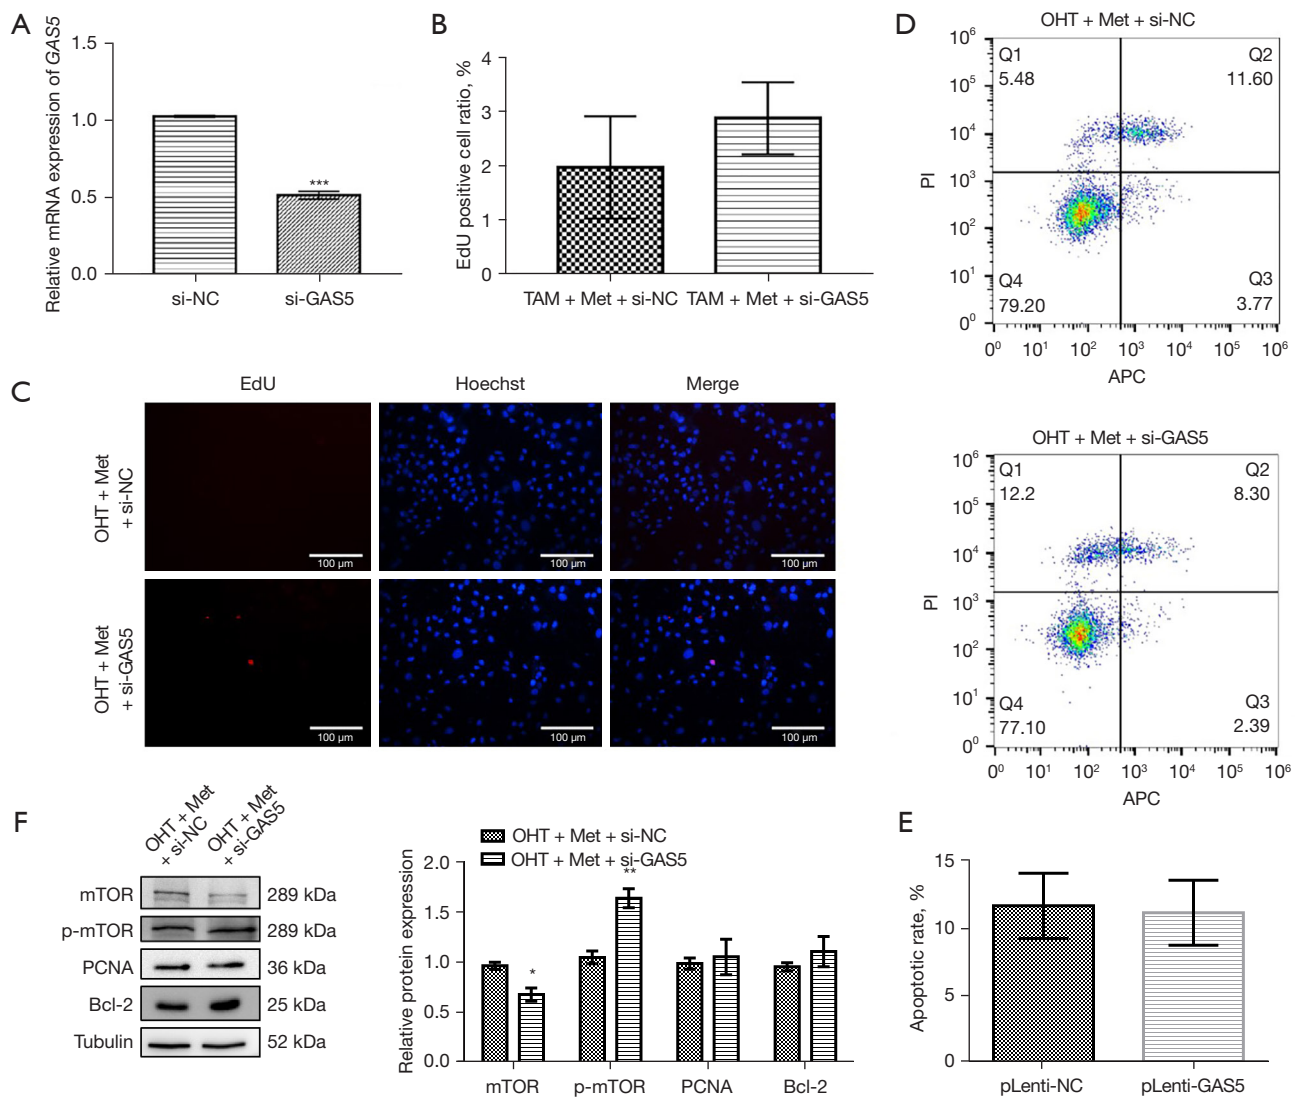 A
Relative mRNA expression of GAS5
1.5
1.0
0.5
0.0
***
si-NC
si-GAS5
B
EdU positive cell ratio, %
4
3
2
1
0
TAM + Met + si-NC
TAM + Met + si-GAS5
C
EdU
Hoechst
Merge
OHT + Met
+ si-NC
100 μm
100 μm
100 μm
OHT + Met
+ si-GAS5
100 μm
100 μm
100 μm
D
OHT + Met + si-NC
PI
10⁶
10⁵
10⁴
10³
10²
10¹
10⁰
Q1
5.48
Q2
11.60
Q4
79.20
Q3
3.77
10⁰ 10¹ 10² 10³ 10⁴ 10⁵ 10⁶
APC
OHT + Met + si-GAS5
PI
10⁶
10⁵
10⁴
10³
10²
10¹
10⁰
Q1
12.2
Q2
8.30
Q4
77.10
Q3
2.39
10⁰ 10¹ 10² 10³ 10⁴ 10⁵ 10⁶
APC
F
OHT + Met
+ si-NC
OHT + Met
+ si-GAS5
mTOR 289 kDa
p-mTOR 289 kDa
PCNA 36 kDa
Bcl-2 25 kDa
Tubulin 52 kDa
OHT + Met + si-NC
OHT + Met + si-GAS5
Relative protein expression
2.0
1.5
1.0
0.5
0.0
*
**
mTOR
p-mTOR
PCNA
Bcl-2
E
Apoptotic rate, %
15
10
5
0
pLenti-NC
pLenti-GAS5